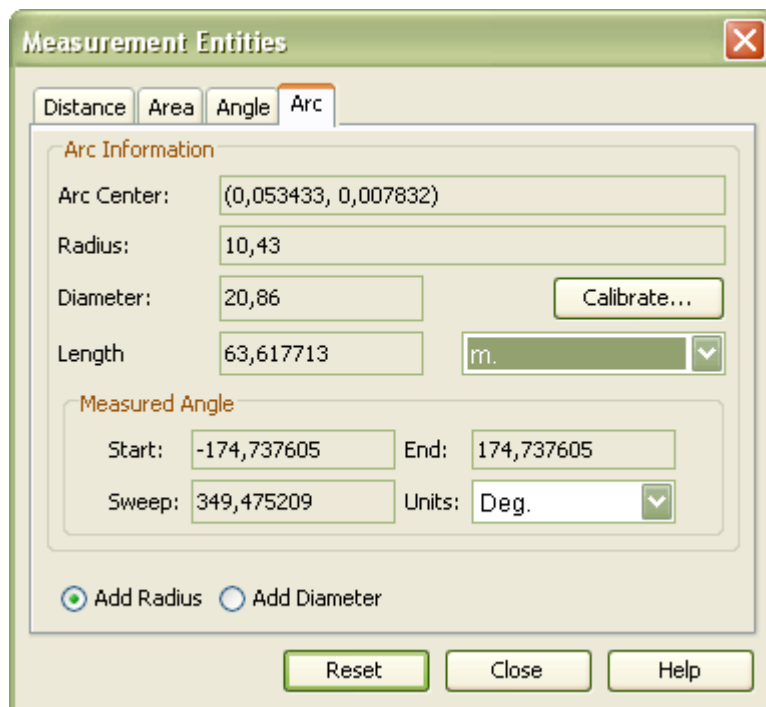 Measurement Entities
Distance Area Angle Arc
Arc Information
Arc Center: (0,053433, 0,007832)
Radius: 10,43
Diameter: 20,86 Calibrate...
Length 63,617713 m.
Measured Angle
Start: -174,737605 End: 174,737605
Sweep: 349,475209 Units: Deg.
Add Radius Add Diameter
Reset Close Help